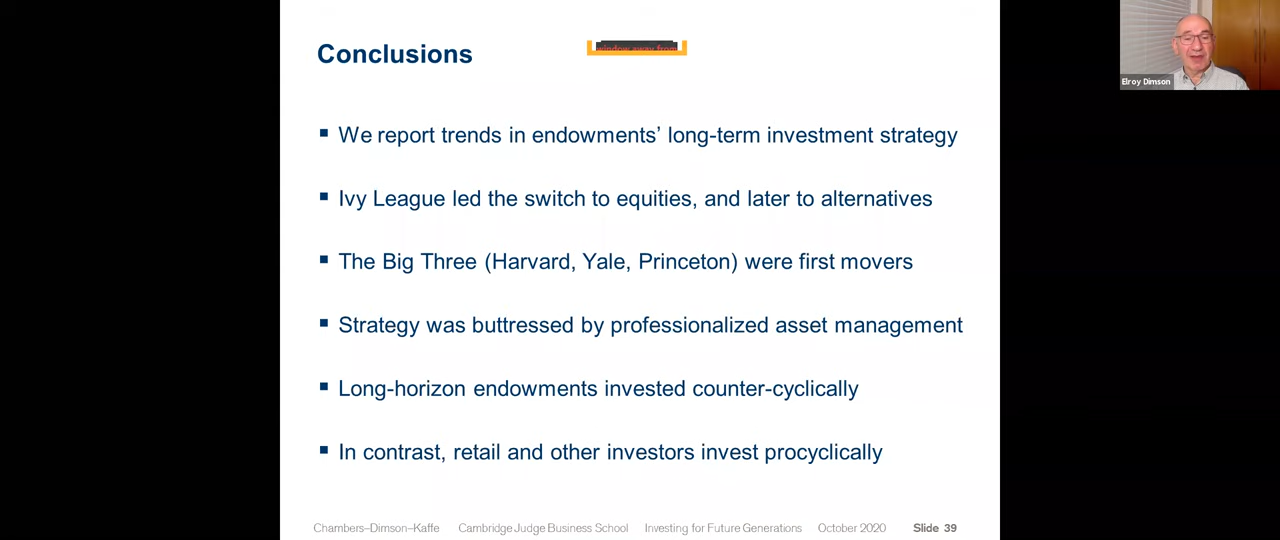 Conclusions
window away from
Elroy Dimson
▪ We report trends in endowments’ long-term investment strategy
▪ Ivy League led the switch to equities, and later to alternatives
▪ The Big Three (Harvard, Yale, Princeton) were first movers
▪ Strategy was buttressed by professionalized asset management
▪ Long-horizon endowments invested counter-cyclically
▪ In contrast, retail and other investors invest procyclically
Chambers–Dimson–Kaffe Cambridge Judge Business School Investing for Future Generations October 2020 Slide 39